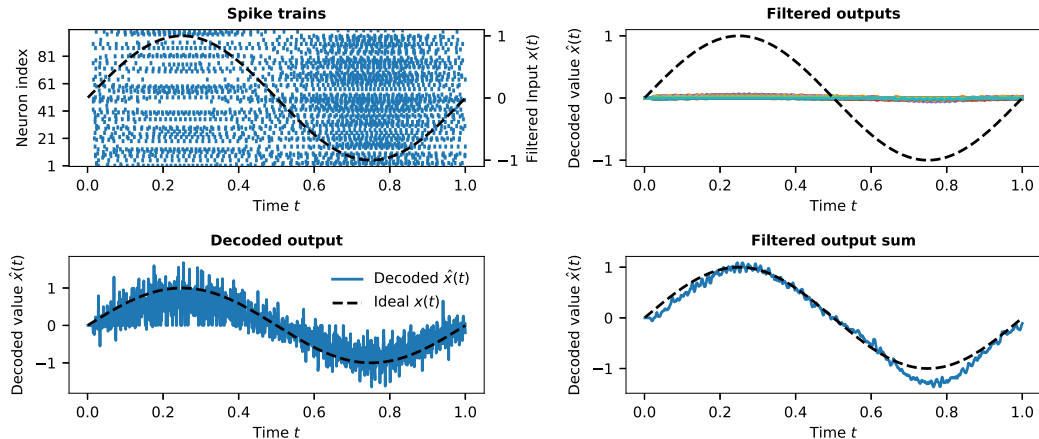 Spike trains
Neuron index
81
61
41
21
1
1
0
−1
Filtered Input x(t)
0.0 0.2 0.4 0.6 0.8 1.0
Time t
Filtered outputs
Decoded value x̂(t)
1
0
−1
0.0 0.2 0.4 0.6 0.8 1.0
Time t
Decoded output
Decoded value x̂(t)
1
0
−1
Decoded x̂(t)
Ideal x(t)
0.0 0.2 0.4 0.6 0.8 1.0
Time t
Filtered output sum
Decoded value x̂(t)
1
0
−1
0.0 0.2 0.4 0.6 0.8 1.0
Time t